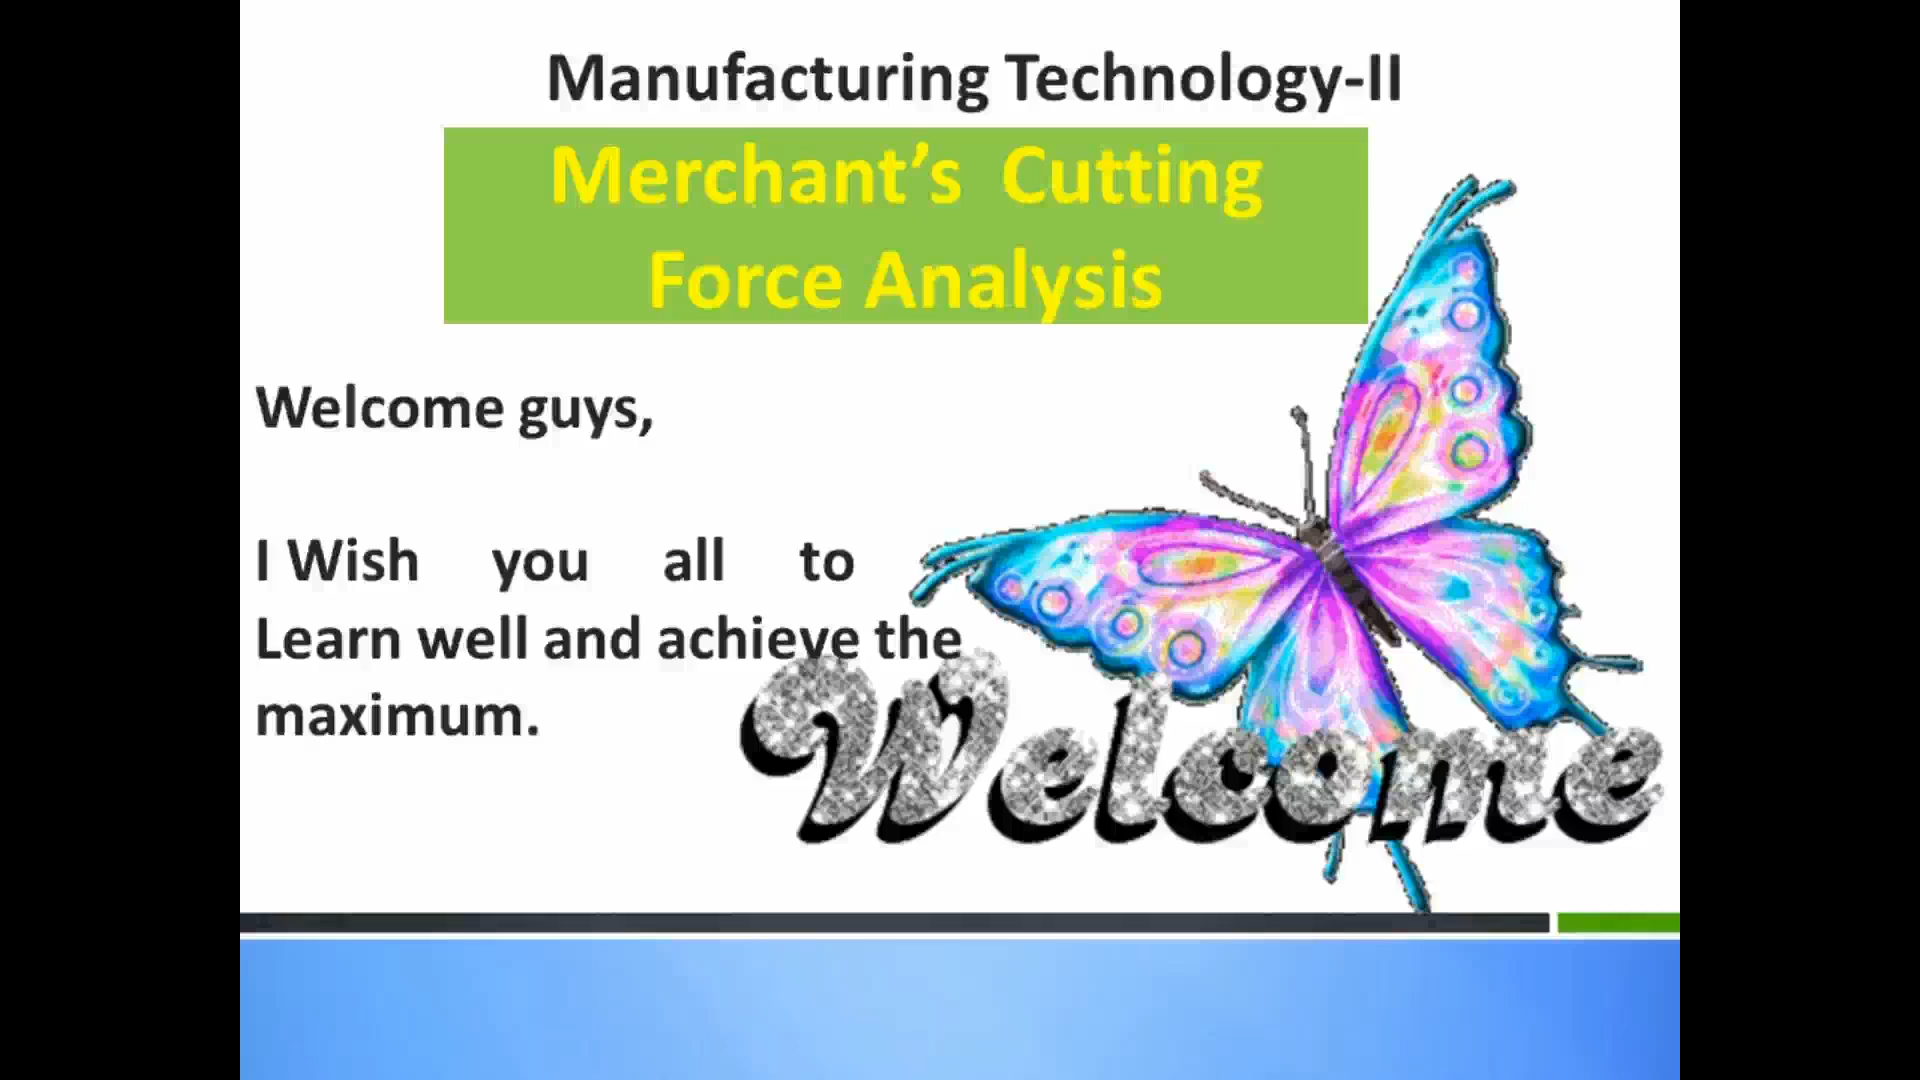 Manufacturing Technology-II
Merchant’s Cutting
Force Analysis
Welcome guys,
I Wish you all to
Learn well and achieve the
maximum.
Welcome